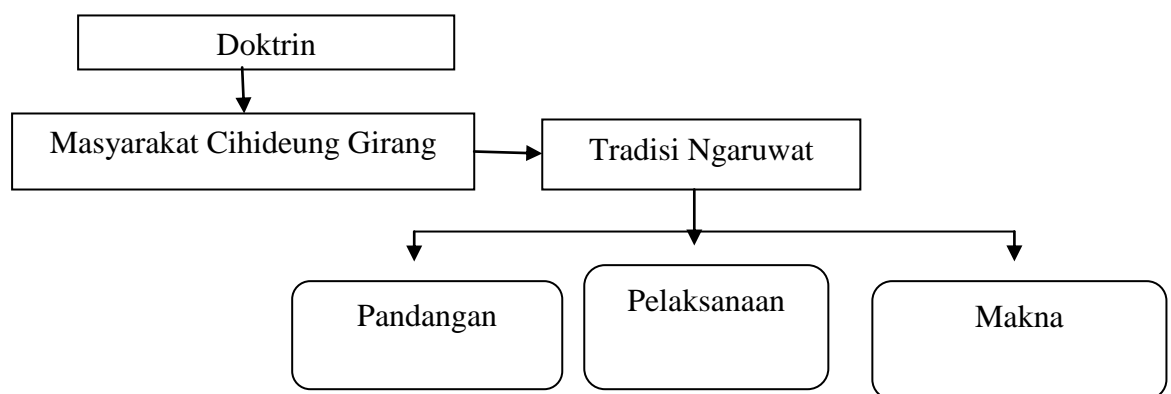 Doktrin
Masyarakat Cihideung Girang
Tradisi Ngaruwat
Pandangan
Pelaksanaan
Makna